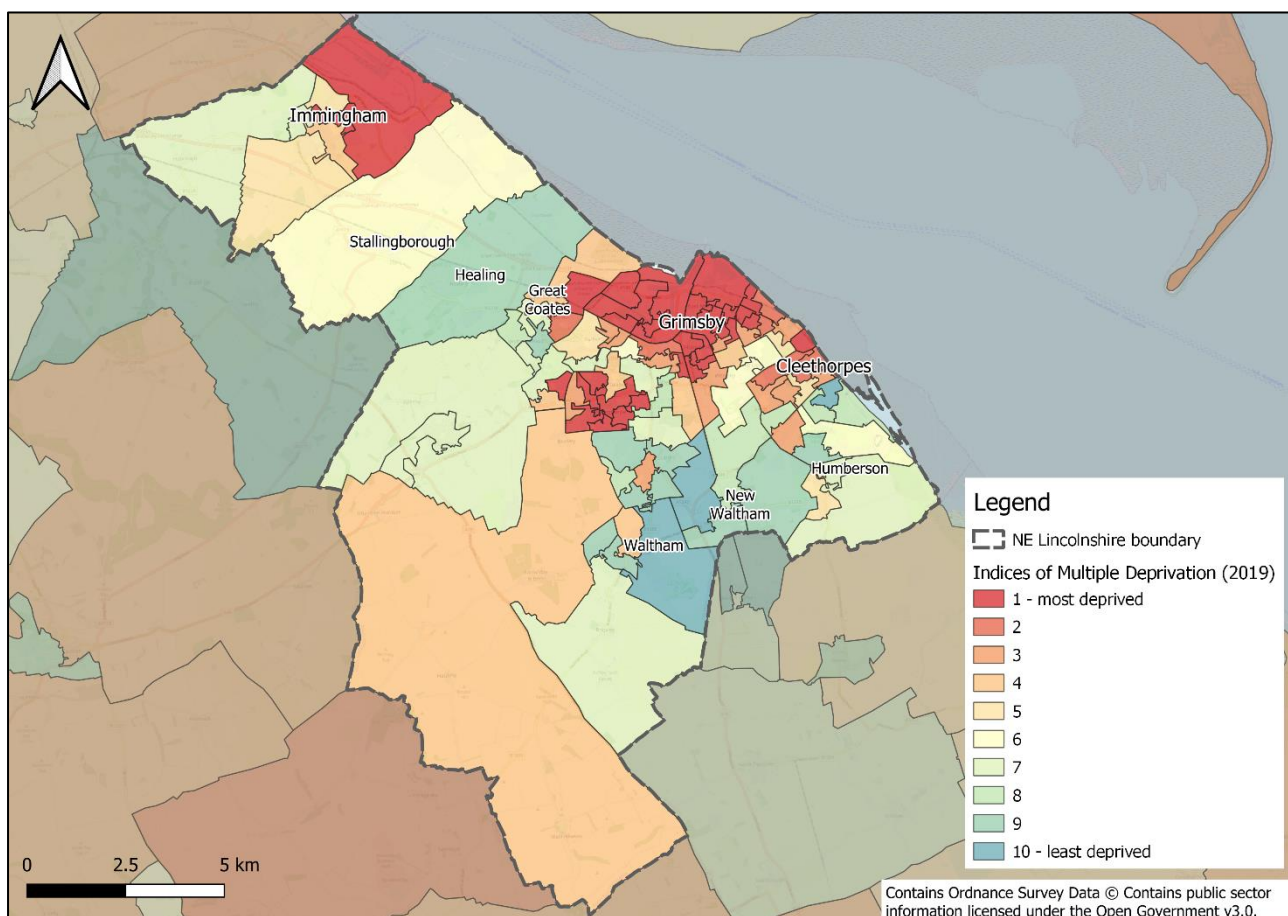 Immingham
Stallingborough
Healing
Great
Coates
Grimsby
Cleethorpes
Humberson
New
Waltham
Waltham
Legend
NE Lincolnshire boundary
Indices of Multiple Deprivation (2019)
1 - most deprived
2
3
4
5
6
7
8
9
10 - least deprived
0 2.5 5 km
Contains Ordnance Survey Data © Contains public sector
information licensed under the Open Government v3.0.